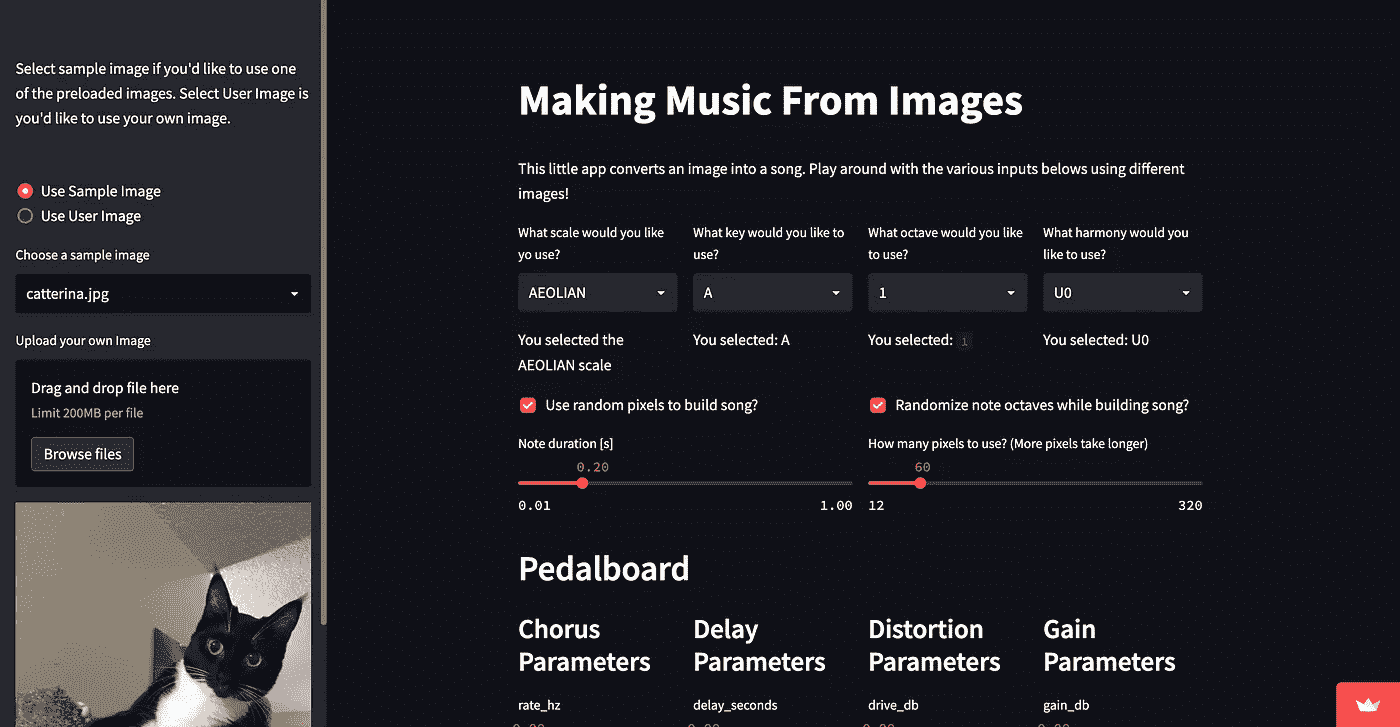 Select sample image if you'd like to use one
of the preloaded images. Select User Image is
you'd like to use your own image.
Use Sample Image
Use User Image
Choose a sample image
catterina.jpg
Upload your own Image
Drag and drop file here
Limit 200MB per file
Browse files
Making Music From Images
This little app converts an image into a song. Play around with the various inputs belows using different
images!
What scale would you like
yo use?
What key would you like to
use?
What octave would you like
to use?
What harmony would you
like to use?
AEOLIAN
A
1
U0
You selected the
AEOLIAN scale
You selected: A
You selected: 1
You selected: U0
Use random pixels to build song?
Randomize note octaves while building song?
Note duration [s]
0.20
0.01
1.00
How many pixels to use? (More pixels take longer)
60
12
320
Pedalboard
Chorus
Parameters
Delay
Parameters
Distortion
Parameters
Gain
Parameters
rate_hz
delay_seconds
drive_db
gain_db